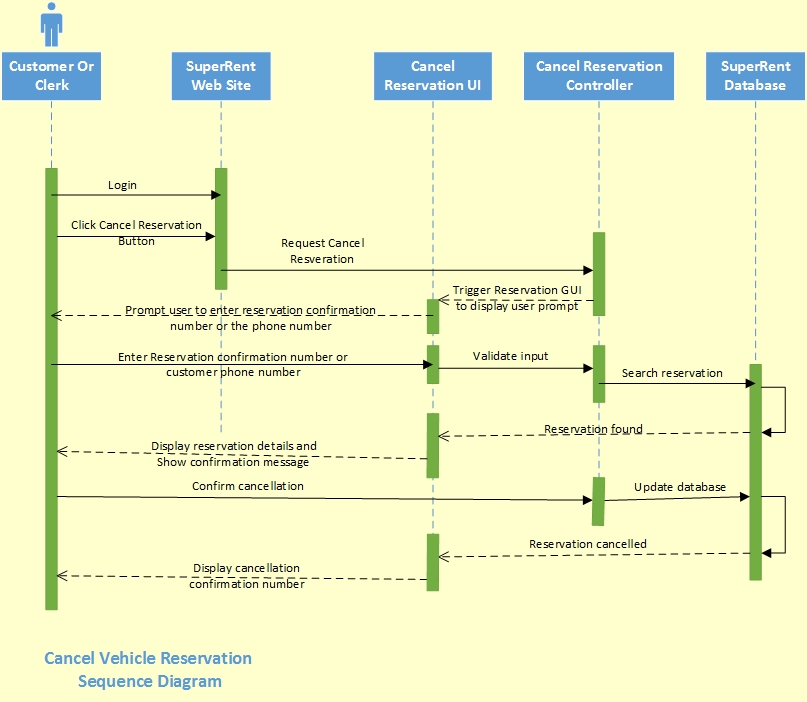 Customer Or
Clerk
SuperRent
Web Site
Cancel
Reservation UI
Cancel Reservation
Controller
SuperRent
Database
Login
Click Cancel Reservation
Button
Request Cancel
Resveration
Trigger Reservation GUI
to display user prompt
Prompt user to enter reservation confirmation
number or the phone number
Enter Reservation confirmation number or
customer phone number
Validate input
Search reservation
Reservation found
Display reservation details and
Show confirmation message
Confirm cancellation
Update database
Reservation cancelled
Display cancellation
confirmation number
Cancel Vehicle Reservation
Sequence Diagram